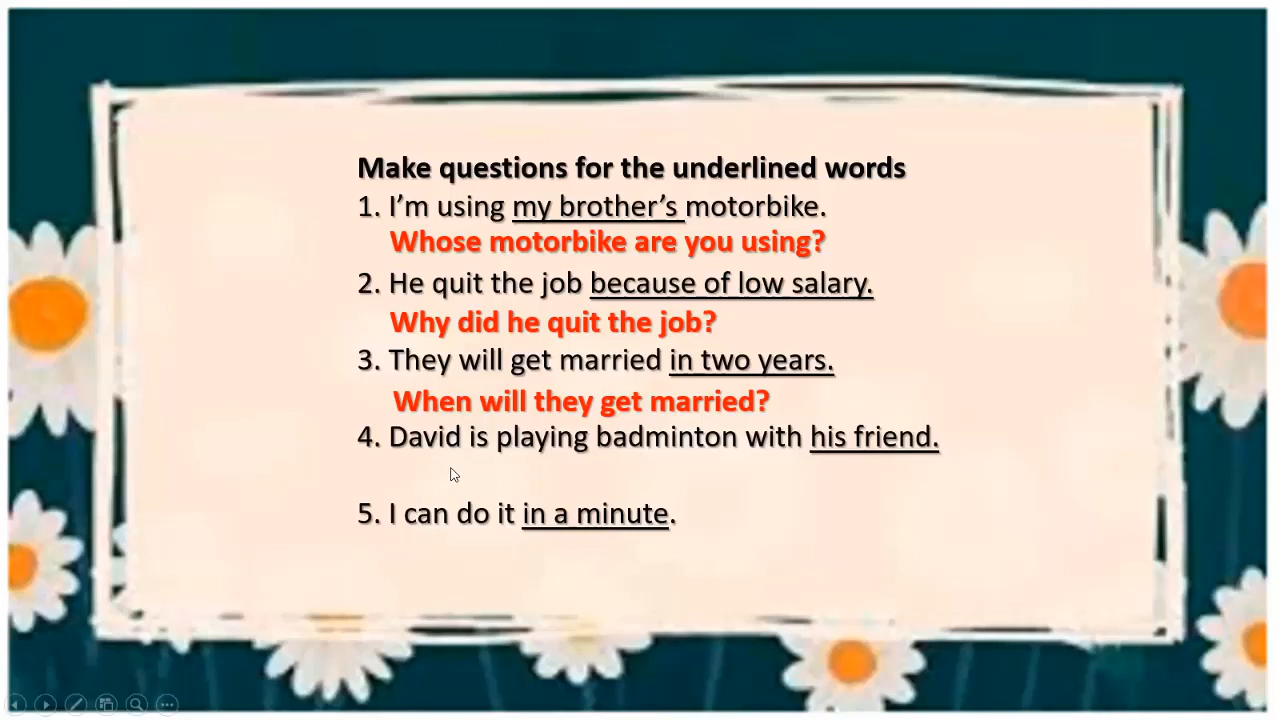 Make questions for the underlined words
1. I’m using my brother’s motorbike.
Whose motorbike are you using?
2. He quit the job because of low salary.
Why did he quit the job?
3. They will get married in two years.
When will they get married?
4. David is playing badminton with his friend.
5. I can do it in a minute.